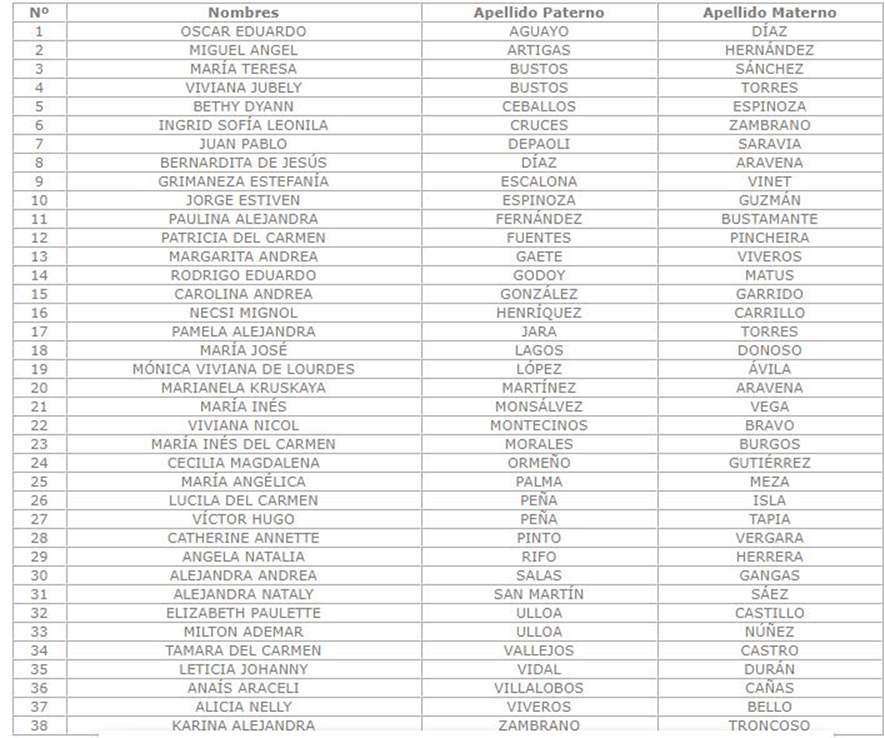 Nº Nombres Apellido Paterno Apellido Materno
1 OSCAR EDUARDO AGUAYO DÍAZ
2 MIGUEL ANGEL ARTIGAS HERNÁNDEZ
3 MARÍA TERESA BUSTOS SÁNCHEZ
4 VIVIANA JUBELY BUSTOS TORRES
5 BETHY DYANN CEBALLOS ESPINOZA
6 INGRID SOFÍA LEONILA CRUCES ZAMBRANO
7 JUAN PABLO DEPAOLI SARAVIA
8 BERNARDITA DE JESÚS DÍAZ ARAVENA
9 GRIMANEZA ESTEFANÍA ESCALONA VINET
10 JORGE ESTIVEN ESPINOZA GUZMÁN
11 PAULINA ALEJANDRA FERNÁNDEZ BUSTAMANTE
12 PATRICIA DEL CARMEN FUENTES PINCHEIRA
13 MARGARITA ANDREA GAETE VIVEROS
14 RODRIGO EDUARDO GODOY MATUS
15 CAROLINA ANDREA GONZÁLEZ GARRIDO
16 NECSI MIGNOL HENRÍQUEZ CARRILLO
17 PAMELA ALEJANDRA JARA TORRES
18 MARÍA JOSÉ LAGOS DONOSO
19 MÓNICA VIVIANA DE LOURDES LÓPEZ ÁVILA
20 MARIANELA KRUSKAYA MARTÍNEZ ARAVENA
21 MARÍA INÉS MONSÁLVEZ VEGA
22 VIVIANA NICOL MONTECINOS BRAVO
23 MARÍA INÉS DEL CARMEN MORALES BURGOS
24 CECILIA MAGDALENA ORMEÑO GUTIÉRREZ
25 MARÍA ANGÉLICA PALMA MEZA
26 LUCILA DEL CARMEN PEÑA ISLA
27 VÍCTOR HUGO PEÑA TAPIA
28 CATHERINE ANNETTE PINTO VERGARA
29 ANGELA NATALIA RIFO HERRERA
30 ALEJANDRA ANDREA SALAS GANGAS
31 ALEJANDRA NATALY SAN MARTÍN SÁEZ
32 ELIZABETH PAULETTE ULLOA CASTILLO
33 MILTON ADEMAR ULLOA NÚÑEZ
34 TAMARA DEL CARMEN VALLEJOS CASTRO
35 LETICIA JOHANNY VIDAL DURÁN
36 ANAÍS ARACELI VILLALOBOS CAÑAS
37 ALICIA NELLY VIVEROS BELLO
38 KARINA ALEJANDRA ZAMBRANO TRONCOSO